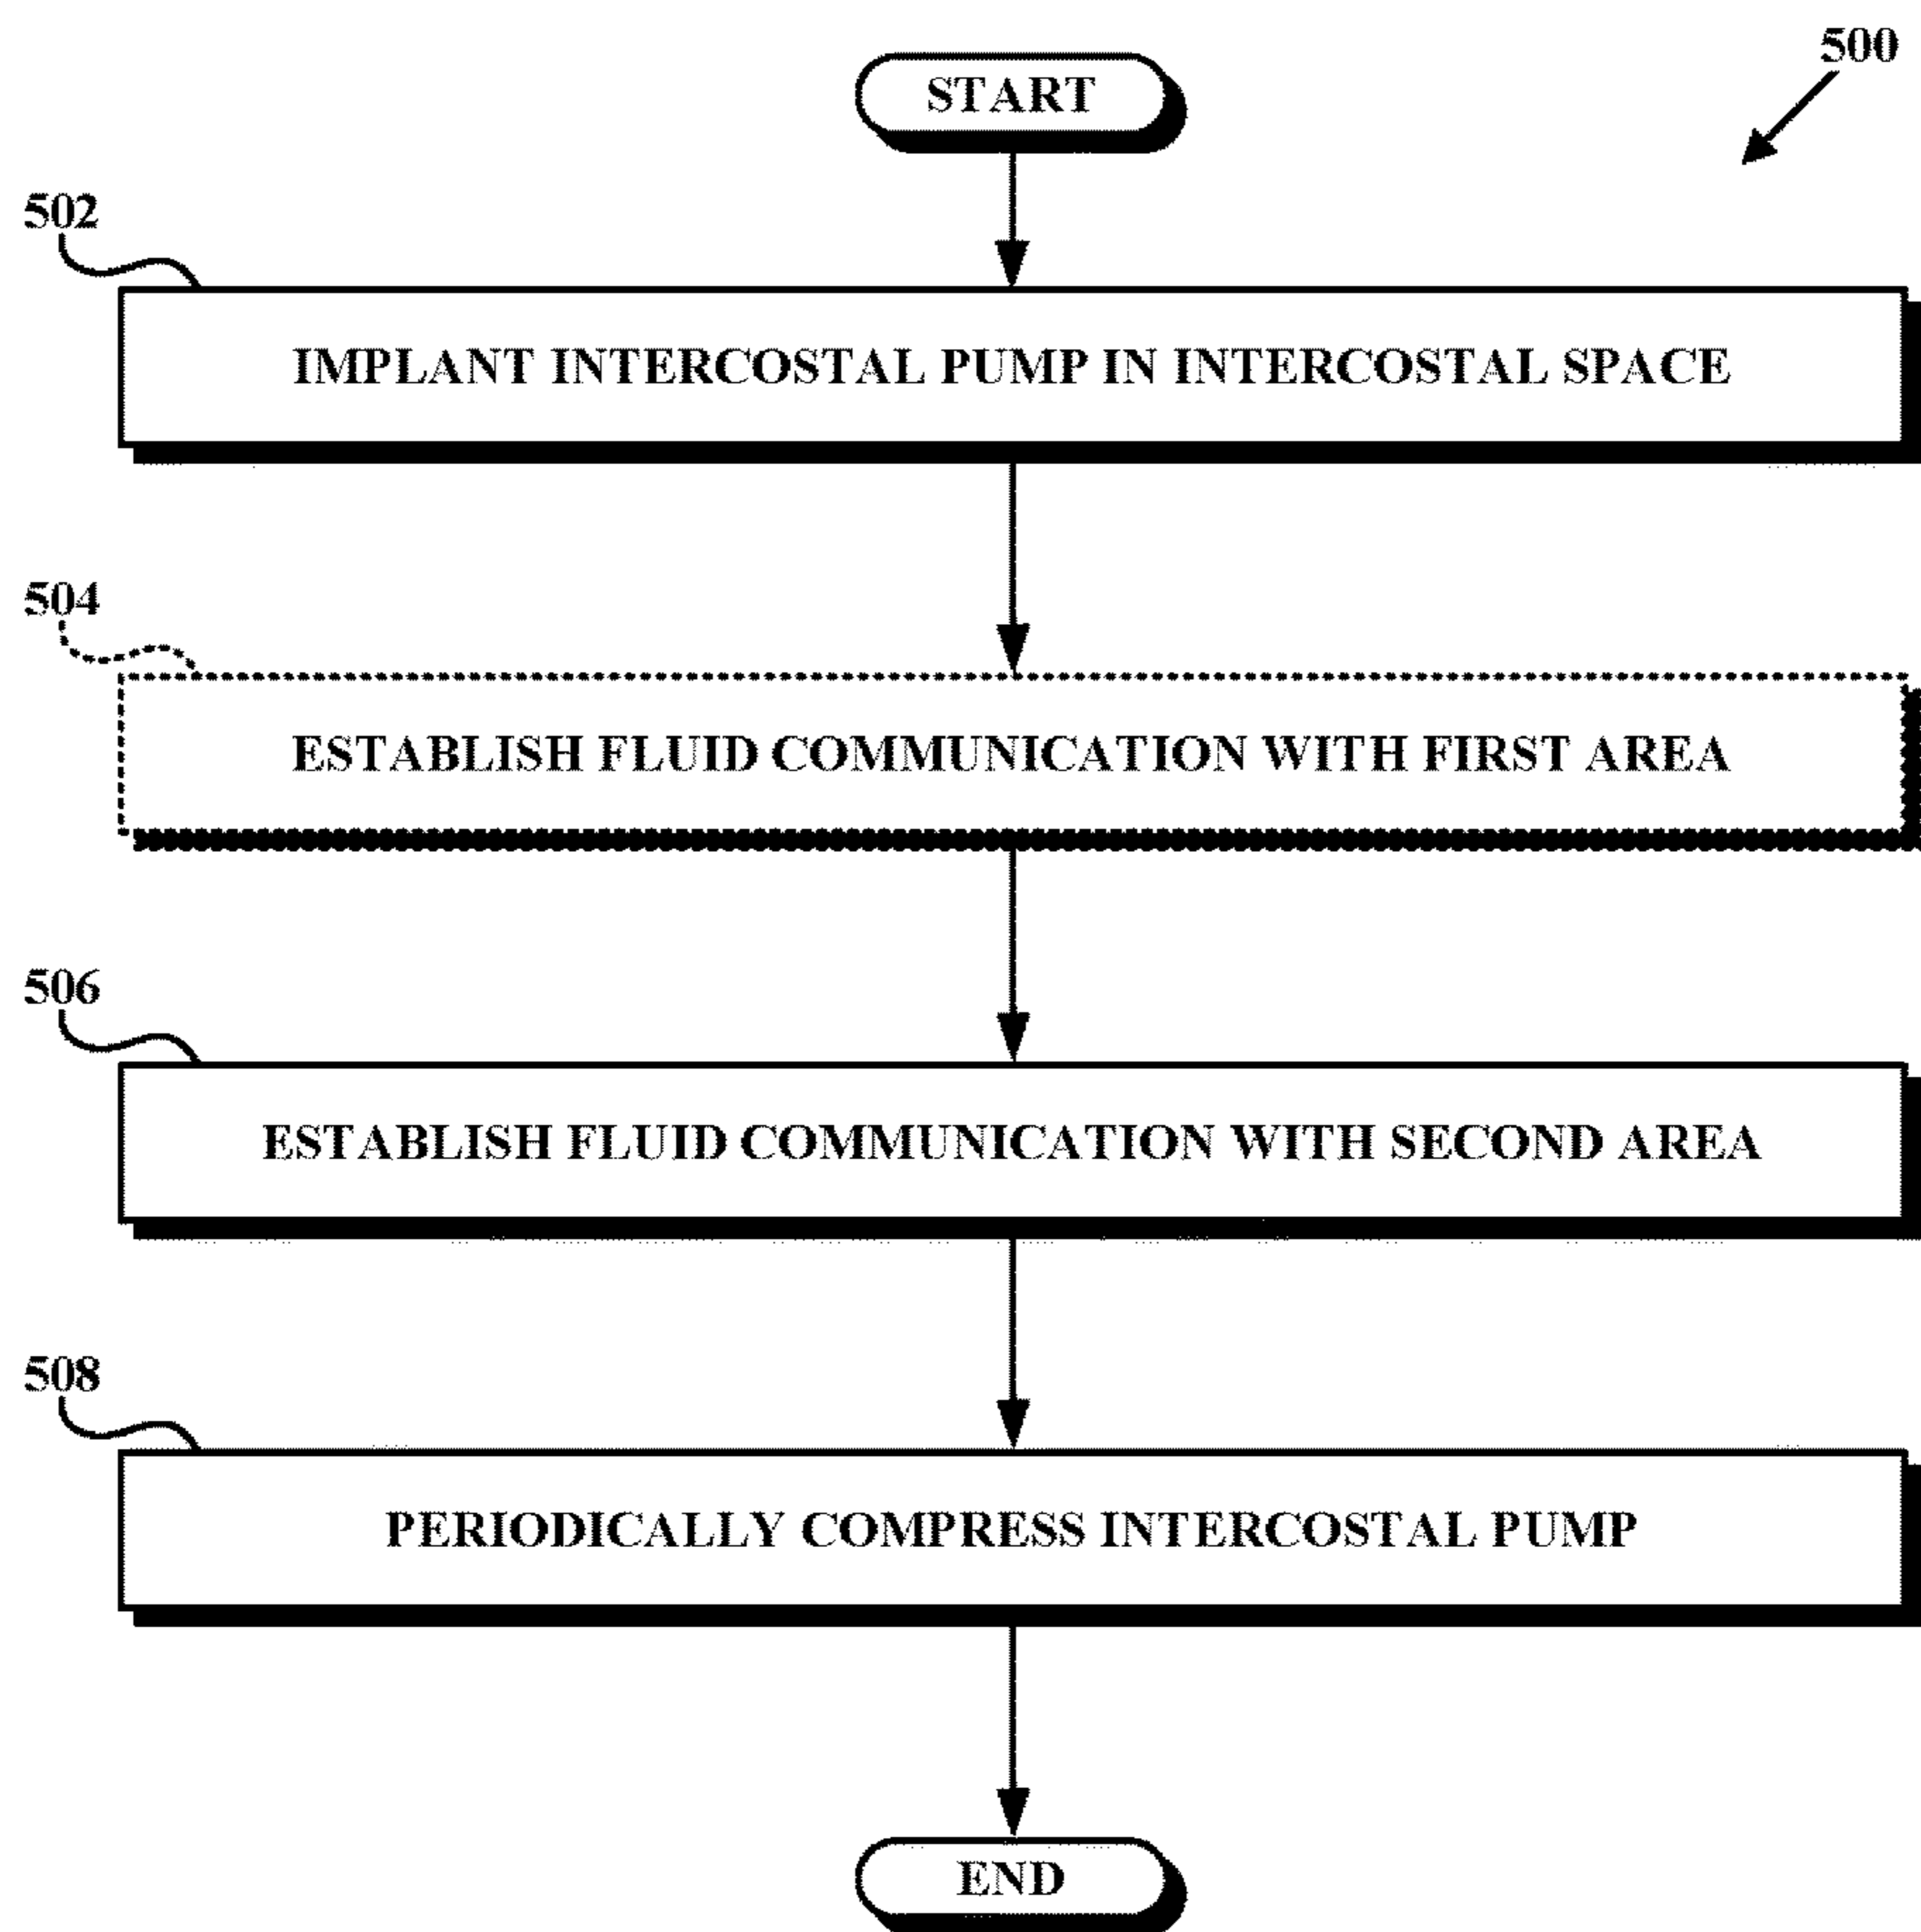 500
START
502
IMPLANT INTERCOSTAL PUMP IN INTERCOSTAL SPACE
504
ESTABLISH FLUID COMMUNICATION WITH FIRST AREA
506
ESTABLISH FLUID COMMUNICATION WITH SECOND AREA
508
PERIODICALLY COMPRESS INTERCOSTAL PUMP
END